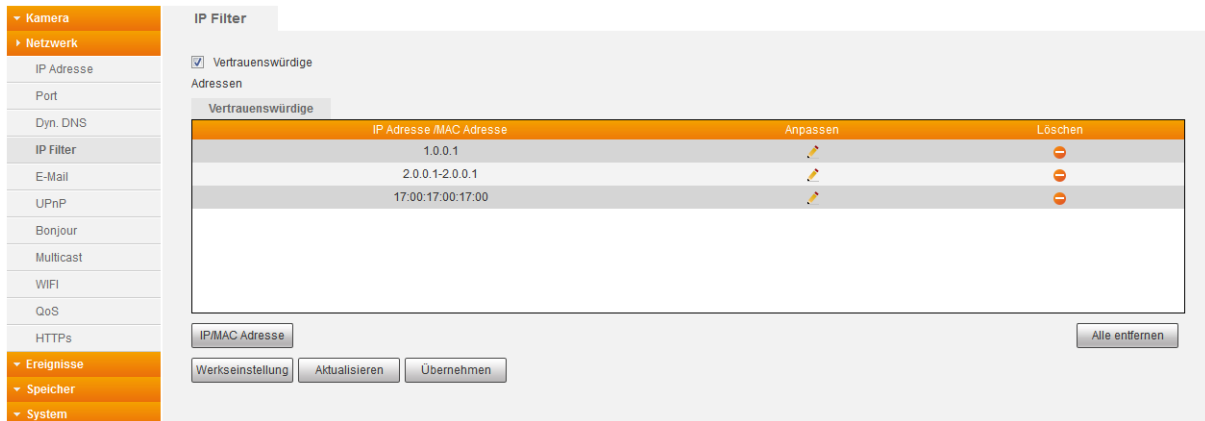 Kamera
Netzwerk
IP Adresse
Port
Dyn. DNS
IP Filter
E-Mail
UPnP
Bonjour
Multicast
WIFI
QoS
HTTPs
Ereignisse
Speicher
System
IP Filter
Vertrauenswürdige
Adressen
Vertrauenswürdige
IP Adresse /MAC Adresse Anpassen Löschen
1.0.0.1
2.0.0.1-2.0.0.1
17:00:17:00:17:00
IP/MAC Adresse Alle entfernen
Werkseinstellung Aktualisieren Übernehmen